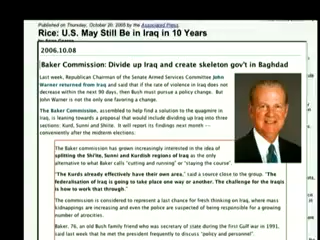 Published on Thursday, October 20, 2005 by the Associated Press
Rice: U.S. May Still Be in Iraq in 10 Years
2006.10.08
Baker Commission: Divide up Iraq and create skeleton gov't in Baghdad
Last week, Republican Chairman of the Senate Armed Services Committee John
Warner returned from Iraq and said that if the rate of violence in Iraq does not
decrease within the next 90 days, then Bush must pursue a policy change. But
John Warner is not the only one favoring a change.
The Baker Commission, assembled to help find a solution to the quagmire in
Iraq, is leaning towards a proposal that would include dividing up Iraq into three
sections: Kurd, Sunni and Shiite. It will report its findings next month --
conveniently after the midterm elections:
The Baker commission has grown increasingly interested in the idea of
splitting the Shi'ite, Sunni and Kurdish regions of Iraq as the only
alternative to what Baker calls "cutting and running" or "staying the course".
"The Kurds already effectively have their own area," said a source close to the group. "The
federalisation of Iraq is going to take place one way or another. The challenge for the Iraqis
is how to work that through."
The commission is considered to represent a last chance for fresh thinking on Iraq, where mass
kidnappings are increasing and even the police are suspected of being responsible for a growing
number of atrocities.
Baker, 76, an old Bush family friend who was secretary of state during the first Gulf war in 1991,
said last week that he met the president frequently to discuss "policy and personnel".